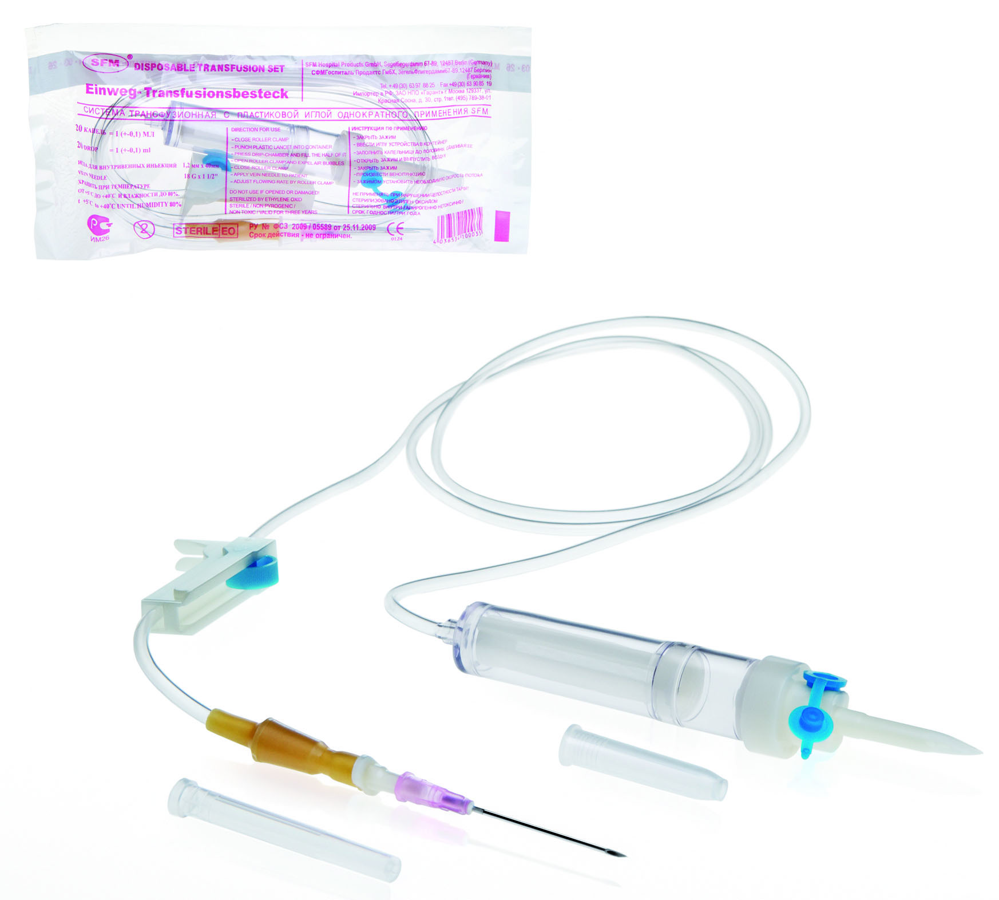 SFM®
DISPOSABLE TRANSFUSION SET
Einweg-Transfusionsbesteck
SFM Hospital Products GmbH, Segelfliegerdamm 67-89, 12487 Berlin (Germany)
СФМГоспиталь Продактс ГмбХ, ЗегельФлигердамм67-89,12487 Берлин
(Германия)
Tel. +49 (30) 63 97 88 25 Fax +49 (30) 63 90 85 19
Импортер в РФ: ЗАО НПО «Гарант» г. Москва 129337, ул.
Красная Сосна, д. 30, стр. 1тел. (495) 789-38-01
СИСТЕМА ТРАНСФУЗИОННАЯ С ПЛАСТИКОВОЙ ИГЛОЙ ОДНОКРАТНОГО ПРИМЕНЕНИЯ SFM
20 КАПЕЛЬ = 1 (+-0,1) МЛ
20 DROP = 1 (+-0,1) ml
ИГЛА ДЛЯ ВНУТРИВЕННЫХ ИНЬЕКЦИЙ 1,2 мм x 40мм
VEIN NEEDLE 18 G x 1 1/2"
ХРАНИТЬ ПРИ ТЕМПЕРАТУРЕ
ОТ +5°C ДО +40°C И ВЛАЖНОСТИ ДО 80%.
t +5°C to +40°C UNTIL HUMIDITY 80%
DIRECTION FOR USE
- CLOSE ROLLER CLAMP
- PUNCH PLASTIC LANCET INTO CONTAINER
- PRESS DRIP-CHAMBER AND FILL THE HALF OF IT
- OPEN ROLLER CLAMP AND EXPEL AIR BUBBLES
- CLOSE ROLLER CLAMP
- APPLY VEIN NEEDLE TO PATIENT
- ADJUST FLOWING RATE BY ROLLER CLAMP
DO NOT USE IF OPENED OR DAMAGED!
STERILIZED BY ETHYLENE OXID
STERILE / NON PYROGENIC /
NON TOXIC / VALID FOR THREE YEARS
ИНСТРУКЦИЯ ПО ПРИМЕНЕНИЮ
- ЗАКРЫТЬ ЗАЖИМ
- ВВЕСТИ ИГЛУ УСТРОЙСТВА В КОНТЕЙНЕР
- ЗАПОЛНИТЬ КАПЕЛЬНИЦУ ДО ПОЛОВИНЫ, СДАВЛИВАЯ ЕЕ
- ОТКРЫТЬ ЗАЖИМ И ВЫПУСТИТЬ ВОЗДУХ
- ЗАКРЫТЬ ЗАЖИМ
- ПРОИЗВЕСТИ ВЕНОПУНКЦИЮ
- ЗАЖИМОМ УСТАНОВИТЬ НЕОБХОДИМУЮ СКОРОСТЬ ПОТОКА
НЕ ПРИМЕНЯТЬ ПРИ НАРУШЕНИИ ЦЕЛОСТНОСТИ ТАРЫ!
СТЕРИЛИЗОВАНО ЭТИЛЕН ОКСИДОМ
СТЕРИЛЬНО ВНУТРИ / АПИРОГЕННО НЕТОКСИЧНО /
СРОК ГОДНОСТИ / ТРИ ГОДА
ИМ26
2
STERILE EO
РУ № ФСЗ 2009 / 05589 от 25.11.2009
Срок действия - не ограничен.
CE
0124
4 036534 100035